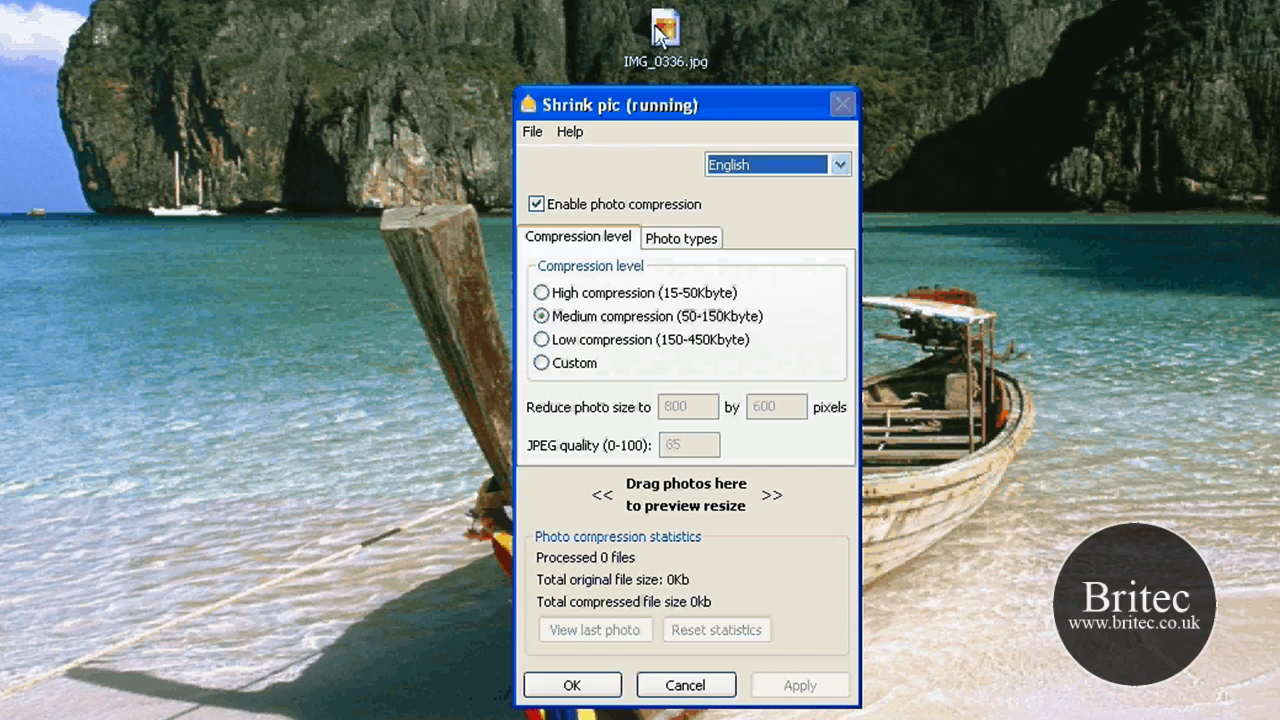 IMG_0336.jpg
Shrink pic (running)
File Help
English
Enable photo compression
Compression level Photo types
Compression level
High compression (15-50Kbyte)
Medium compression (50-150Kbyte)
Low compression (150-450Kbyte)
Custom
Reduce photo size to 800 by 600 pixels
JPEG quality (0-100): 65
<< Drag photos here >>
to preview resize
Photo compression statistics
Processed 0 files
Total original file size: 0Kb
Total compressed file size 0kb
View last photo Reset statistics
OK Cancel Apply
Britec
www.britec.co.uk